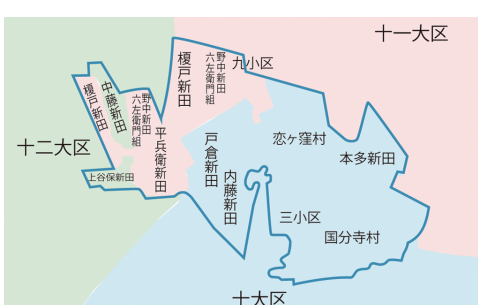 十一大区
九小区
榎戸新田
野中新田
六左衛門組
中藤新田
榎戸新田
野中新田
六左衛門組
平兵衛新田
十二大区
上谷保新田
戸倉新田
内藤新田
恋ヶ窪村
本多新田
三小区
国分寺村
十大区